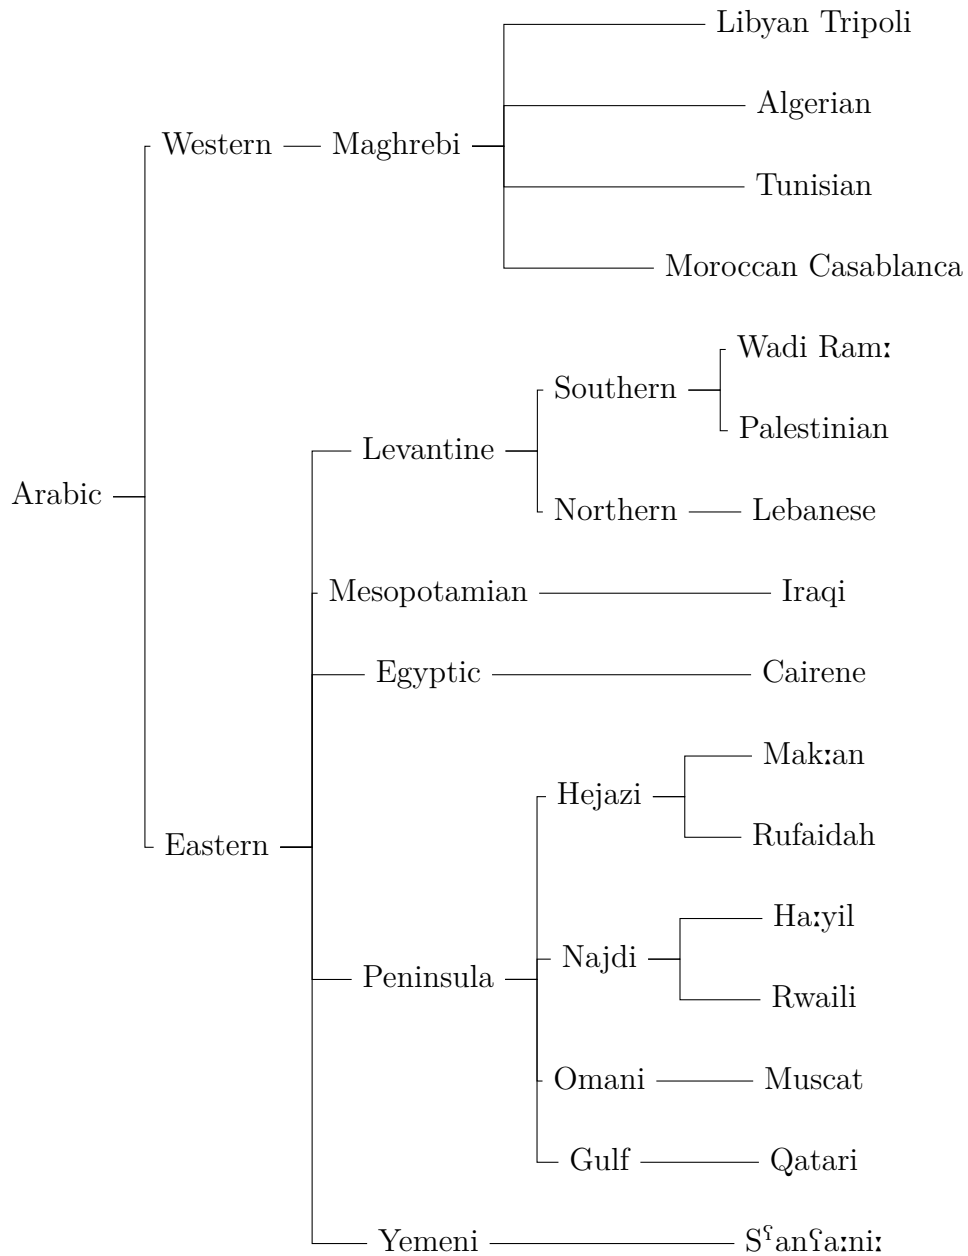 Libyan Tripoli
Algerian
Western Maghrebi
Tunisian
Moroccan Casablanca
Wadi Ramː
Southern
Palestinian
Levantine
Arabic
Northern Lebanese
Mesopotamian Iraqi
Egyptic Cairene
Makːan
Hejazi
Rufaidah
Eastern
Haːyil
Najdi
Peninsula
Rwaili
Omani Muscat
Gulf Qatari
Yemeni Sˤanʕaːniː